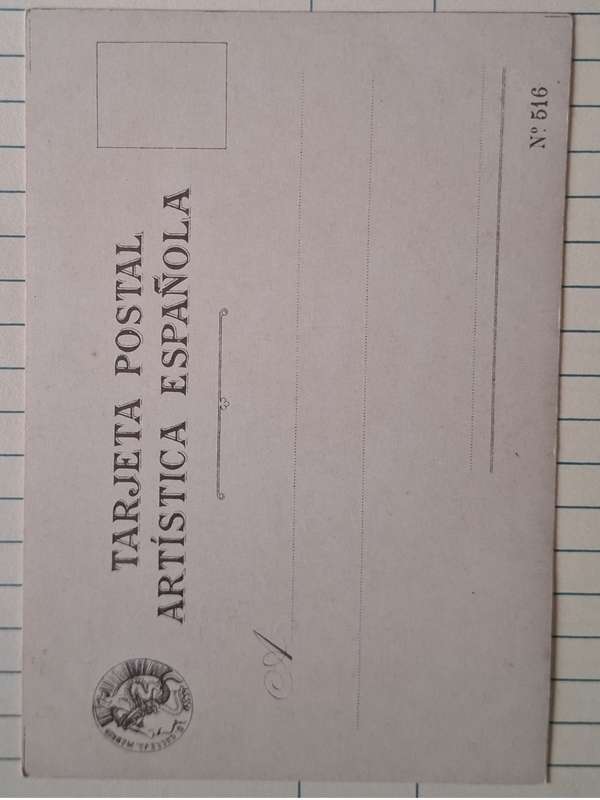 TARJETA POSTAL
ARTÍSTICA ESPAÑOLA
A
Nº 516